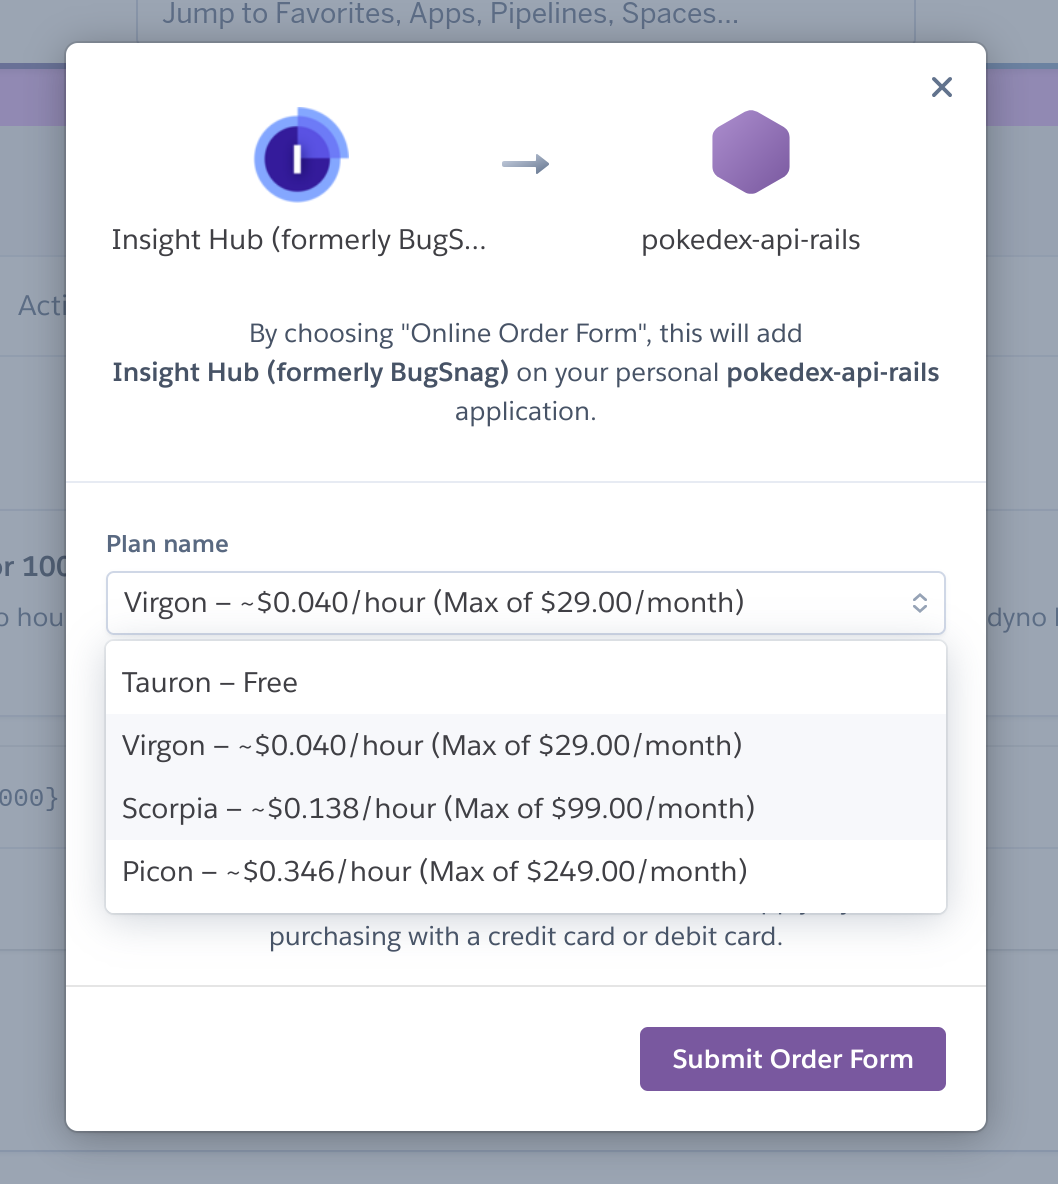 Jump to Favorites, Apps, Pipelines, Spaces...
Insight Hub (formerly BugS...
pokedex-api-rails
Acti
By choosing "Online Order Form", this will add
Insight Hub (formerly BugSnag) on your personal pokedex-api-rails
application.
Plan name
or 100
Virgon – ~$0.040/hour (Max of $29.00/month)
o hou
dyno
Tauron – Free
Virgon – ~$0.040/hour (Max of $29.00/month)
000}
Scorpia – ~$0.138/hour (Max of $99.00/month)
Picon – ~$0.346/hour (Max of $249.00/month)
purchasing with a credit card or debit card.
Submit Order Form